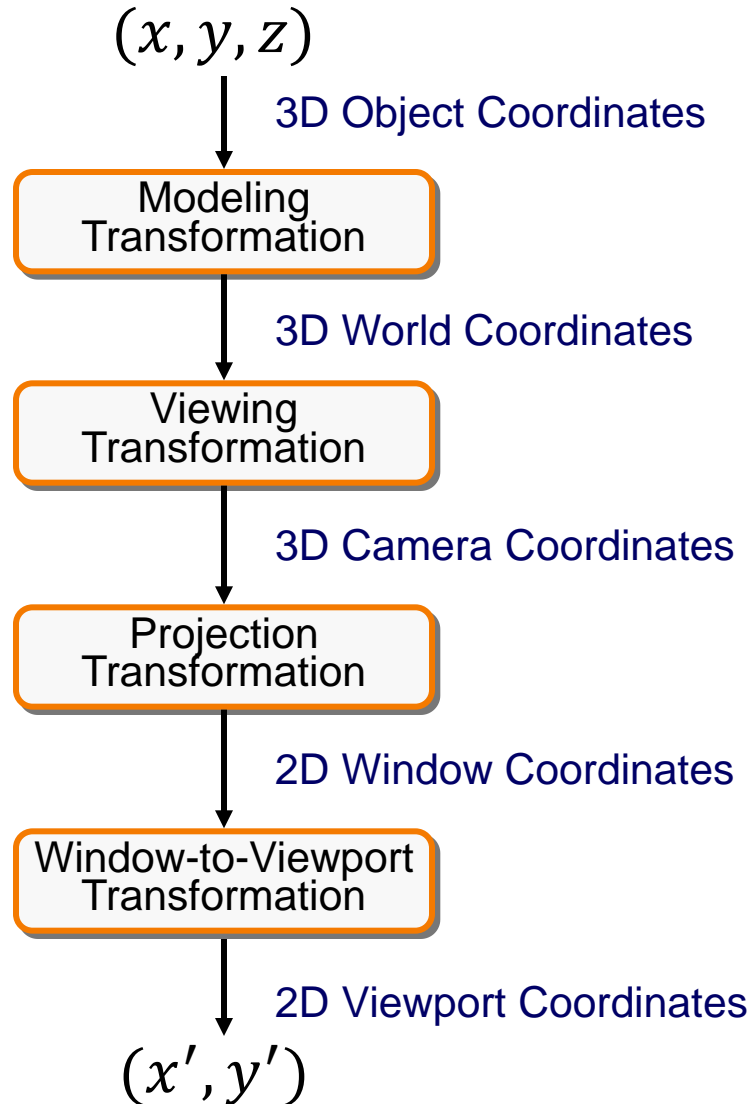 (x, y, z)
3D Object Coordinates
Modeling
Transformation
3D World Coordinates
Viewing
Transformation
3D Camera Coordinates
Projection
Transformation
2D Window Coordinates
Window-to-Viewport
Transformation
2D Viewport Coordinates
(x′, y′)